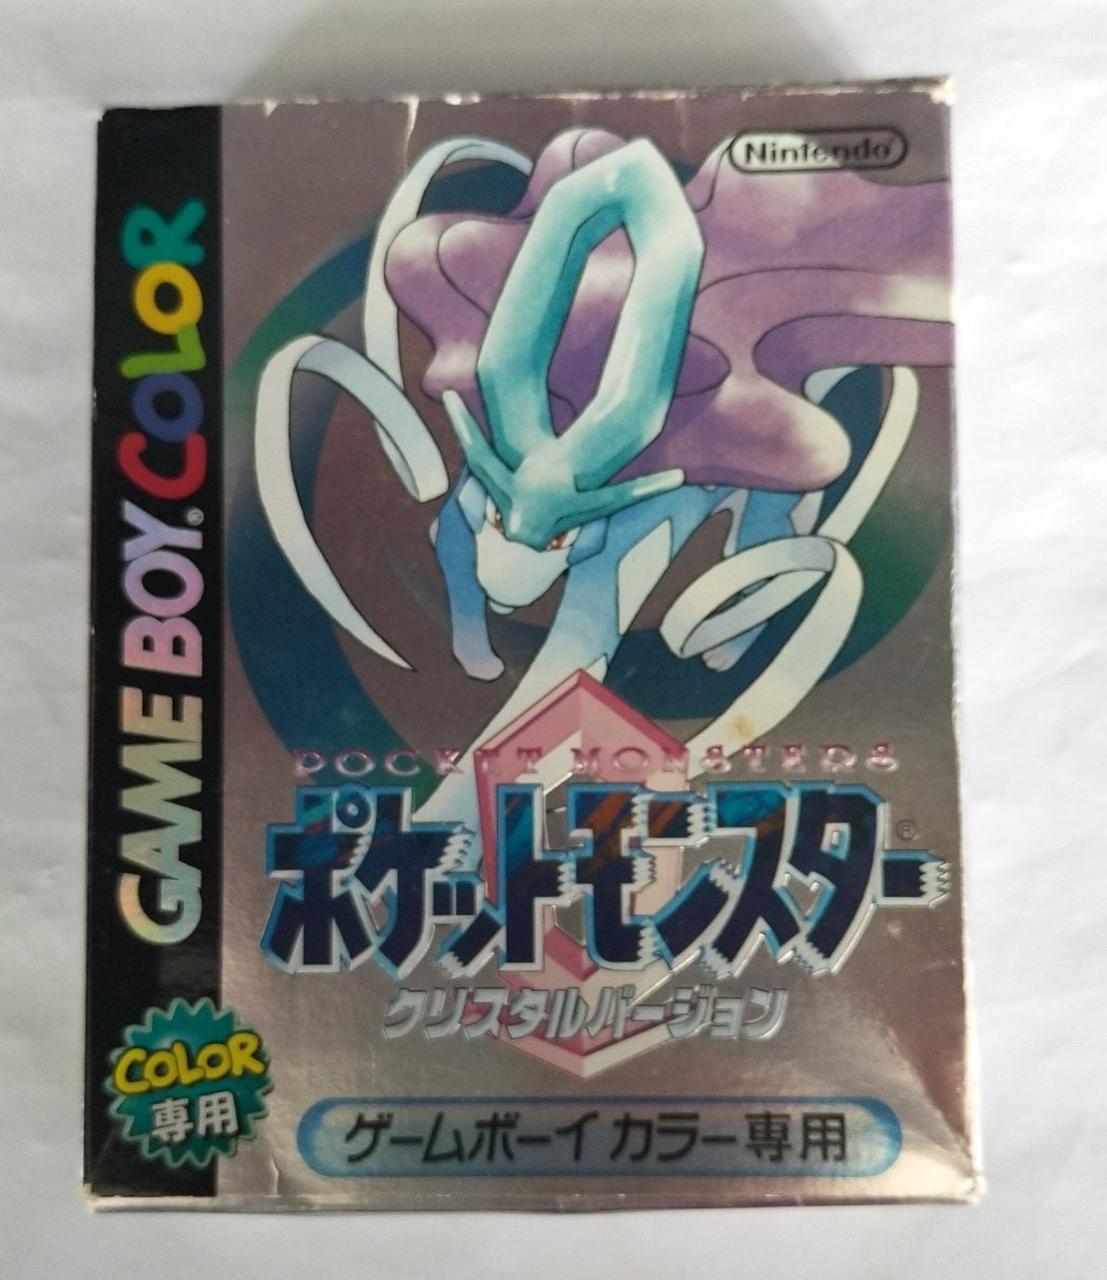 Nintendo
GAME BOY COLOR
POCKET MONSTERS
ポケットモンスター
クリスタルバージョン
COLOR
専用
ゲームボーイカラー専用